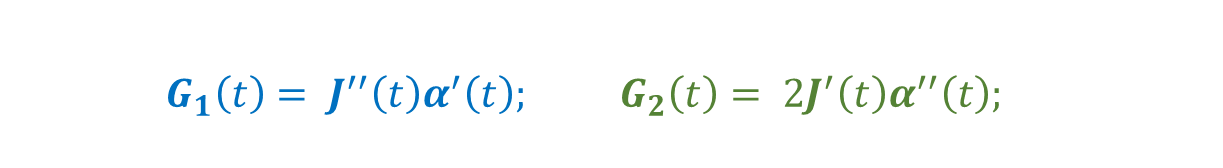 G₁(t) = J′′(t)α′(t); G₂(t) = 2J′(t)α′′(t);